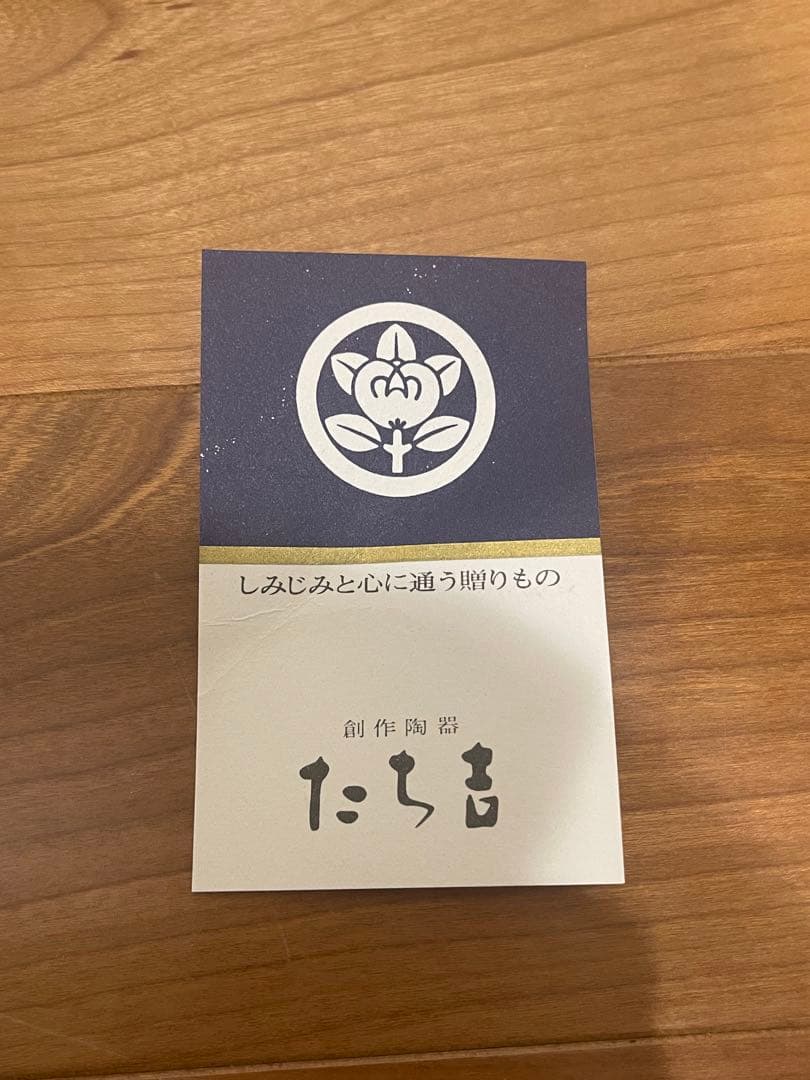 しみじみと心に通う贈りもの
創作陶器
たち吉